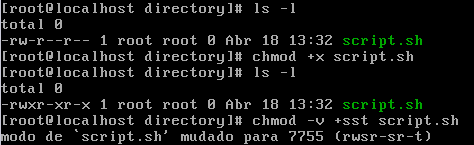 [root@localhost directory]# ls -l
total 0
-rw-r--r-- 1 root root 0 Abr 18 13:32 script.sh
[root@localhost directory]# chmod +x script.sh
[root@localhost directory]# ls -l
total 0
-rwxr-xr-x 1 root root 0 Abr 18 13:32 script.sh
[root@localhost directory]# chmod -v +sst script.sh
modo de `script.sh' mudado para 7755 (rwsr-sr-t)